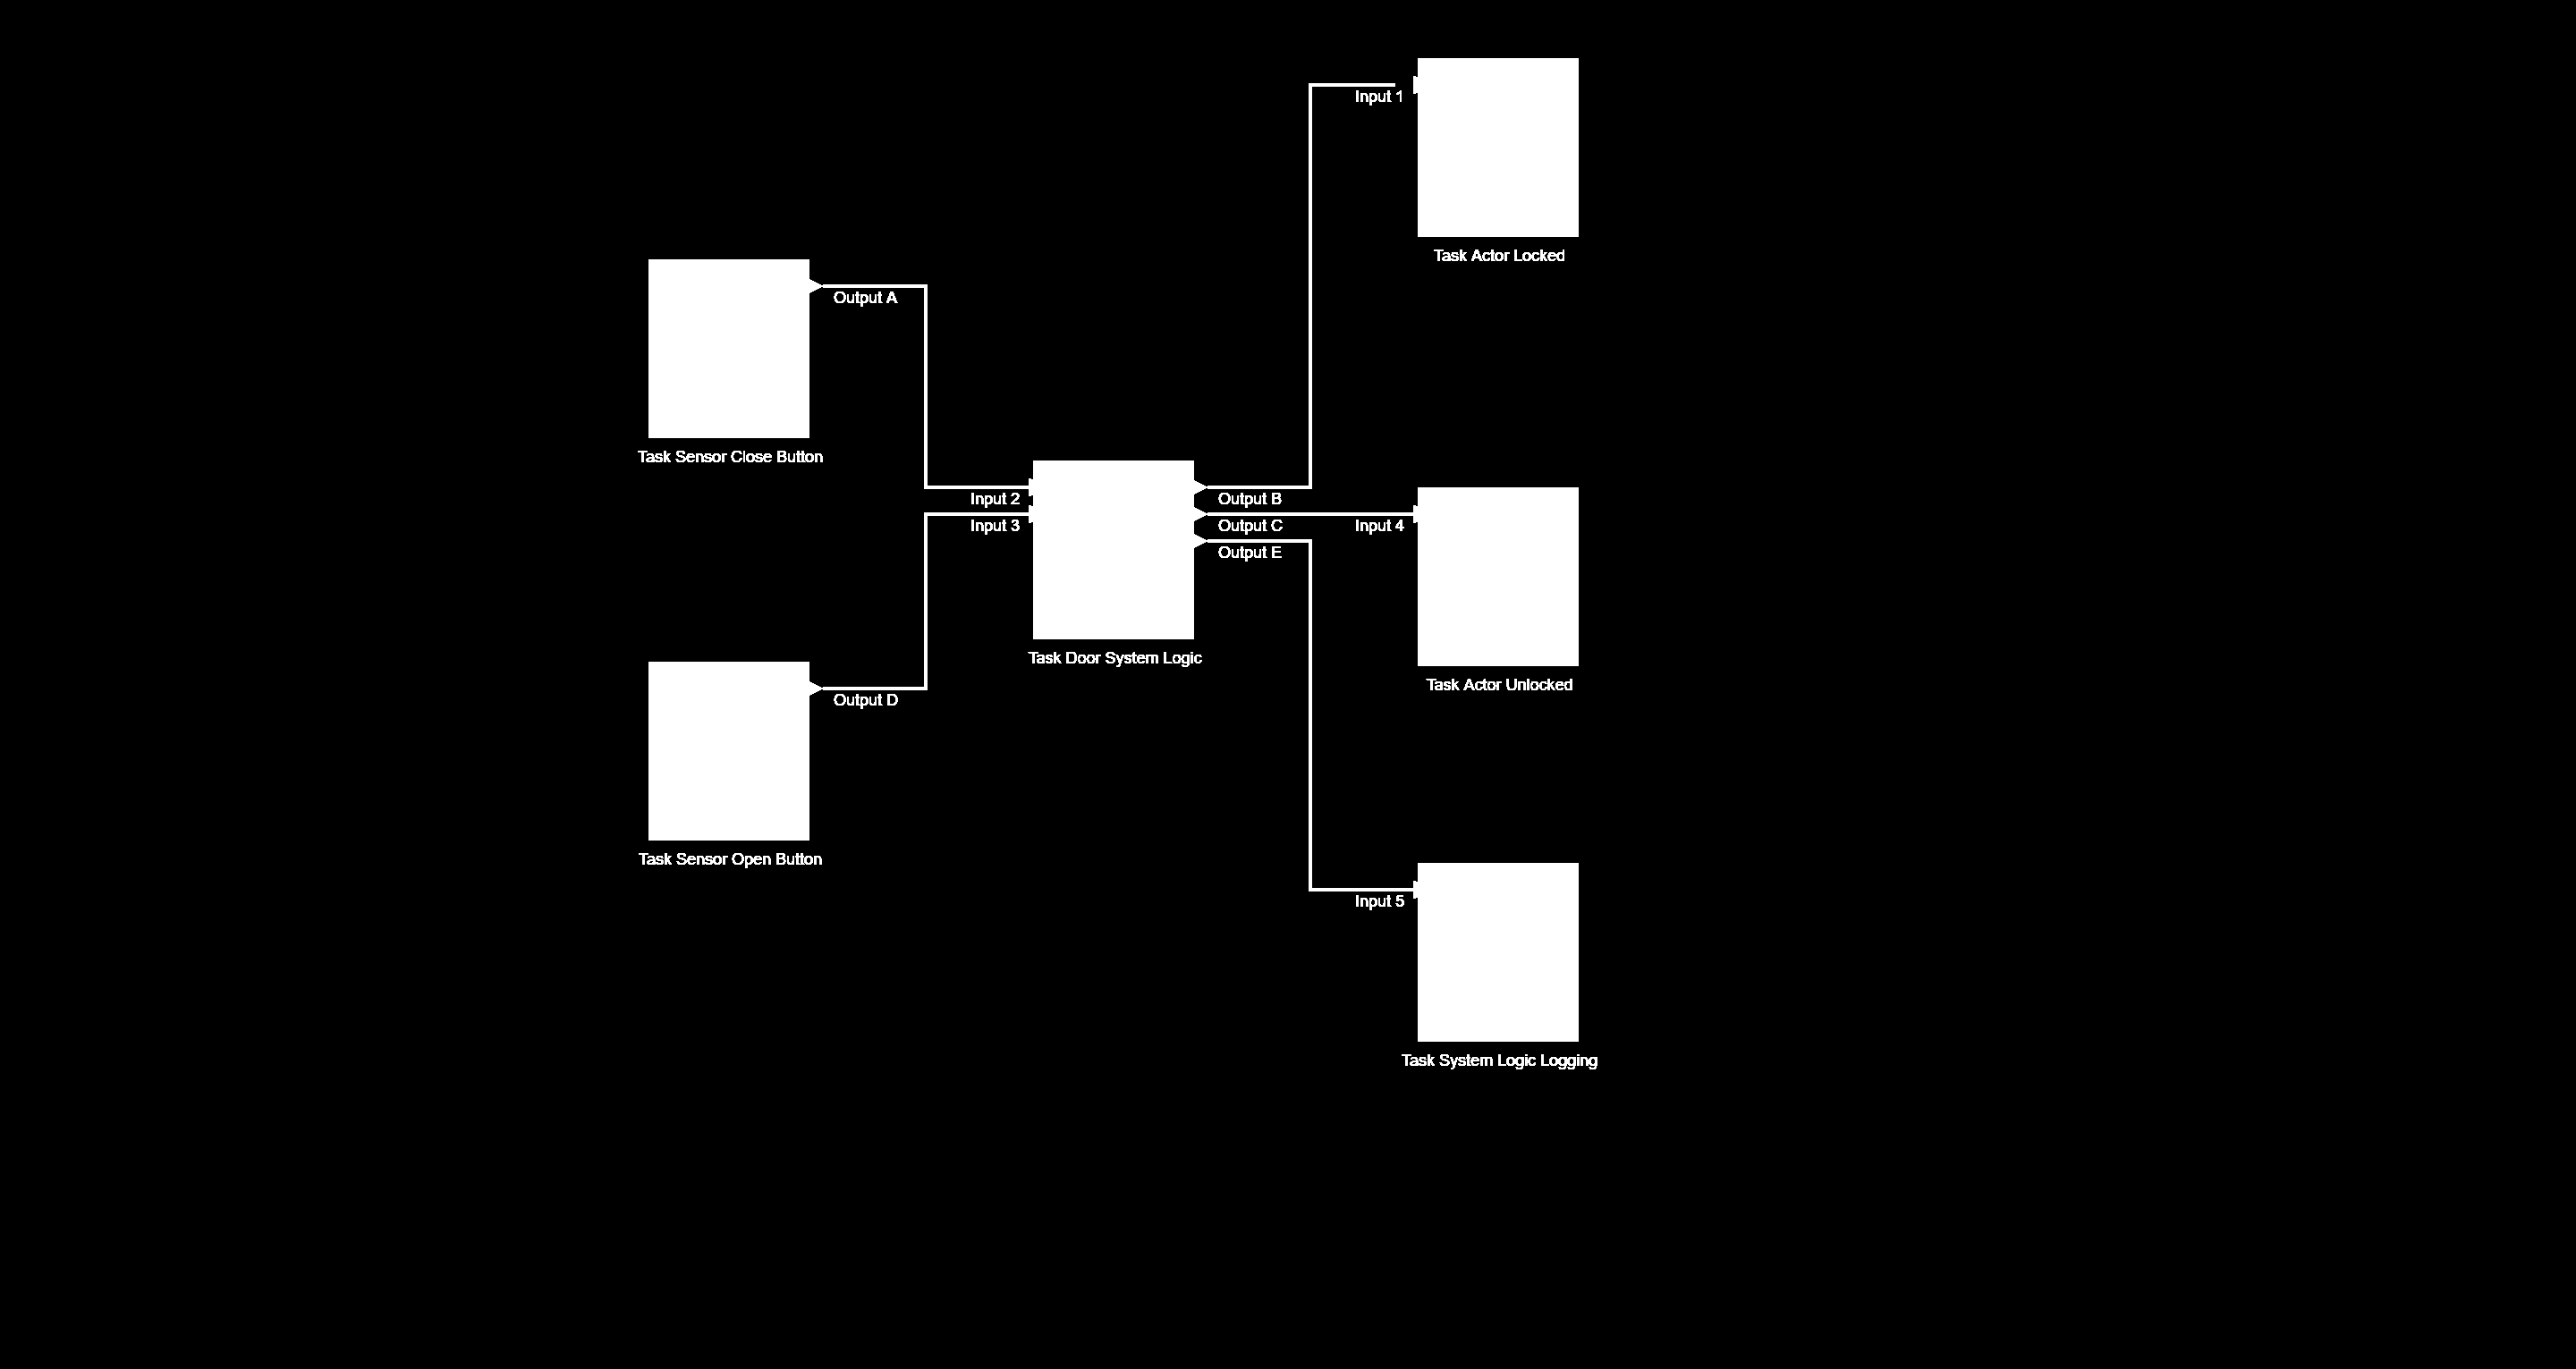 Input 1
Task Actor Locked
Output A
Task Sensor Close Button
Input 2
Output B
Input 3
Output C
Input 4
Output E
Task Door System Logic
Task Actor Unlocked
Output D
Task Sensor Open Button
Input 5
Task System Logic Logging